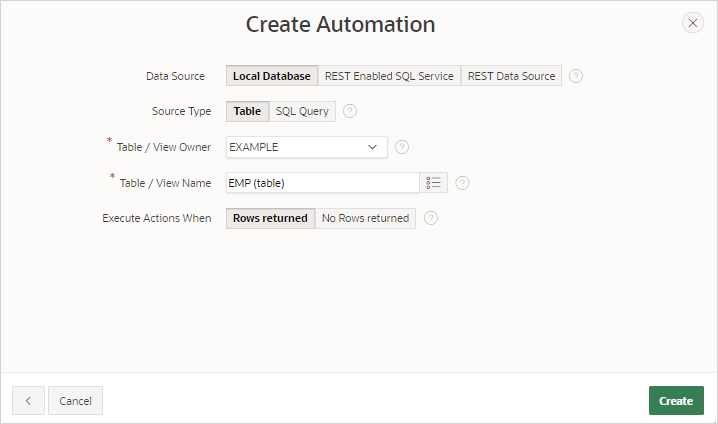 Create Automation
Data Source Local Database REST Enabled SQL Service REST Data Source ?
Source Type Table SQL Query ?
* Table / View Owner EXAMPLE ?
* Table / View Name EMP (table) ?
Execute Actions When Rows returned No Rows returned ?
Cancel Create